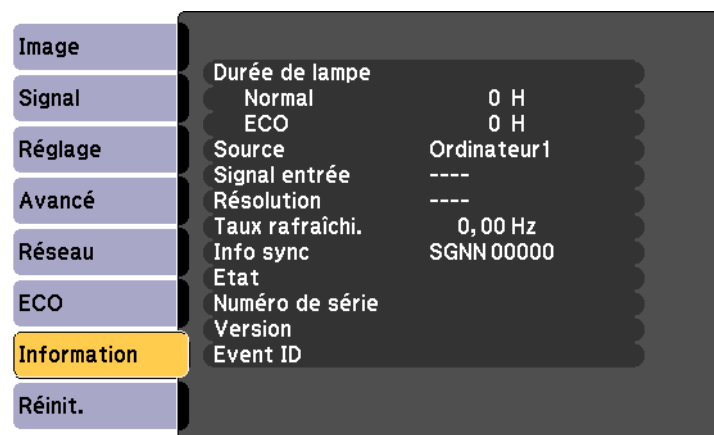 Image
Signal
Réglage
Avancé
Réseau
ECO
Information
Réinit.
Durée de lampe
Normal 0 H
ECO 0 H
Source Ordinateur1
Signal entrée ----
Résolution ----
Taux rafraîchi. 0,00 Hz
Info sync SGNN 00000
Etat
Numéro de série
Version
Event ID